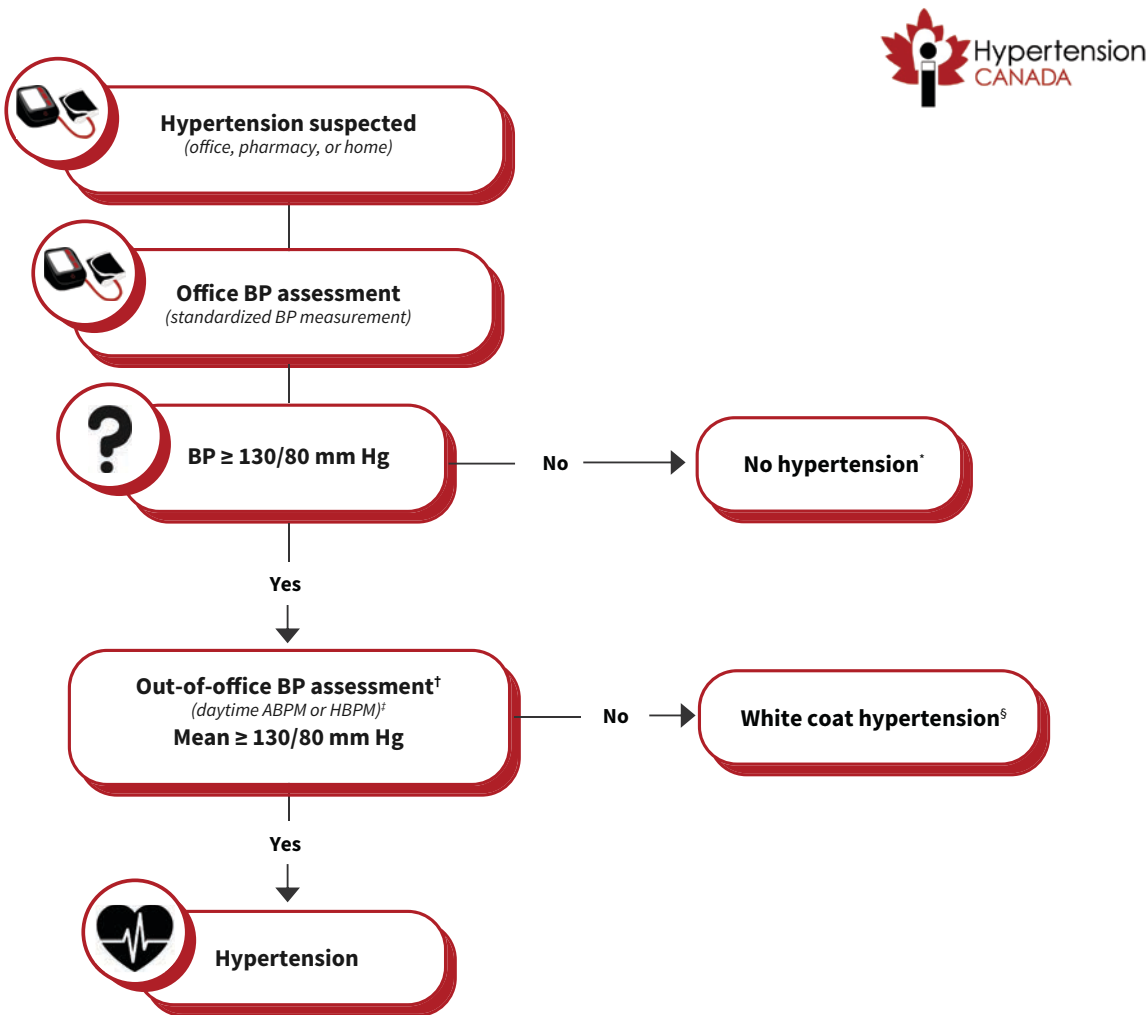 Hypertension
CANADA
Hypertension suspected
(office, pharmacy, or home)
Office BP assessment
(standardized BP measurement)
?
BP ≥ 130/80 mm Hg
No
No hypertension*
Yes
Out-of-office BP assessment†
(daytime ABPM or HBPM)‡
Mean ≥ 130/80 mm Hg
No
White coat hypertension§
Yes
Hypertension